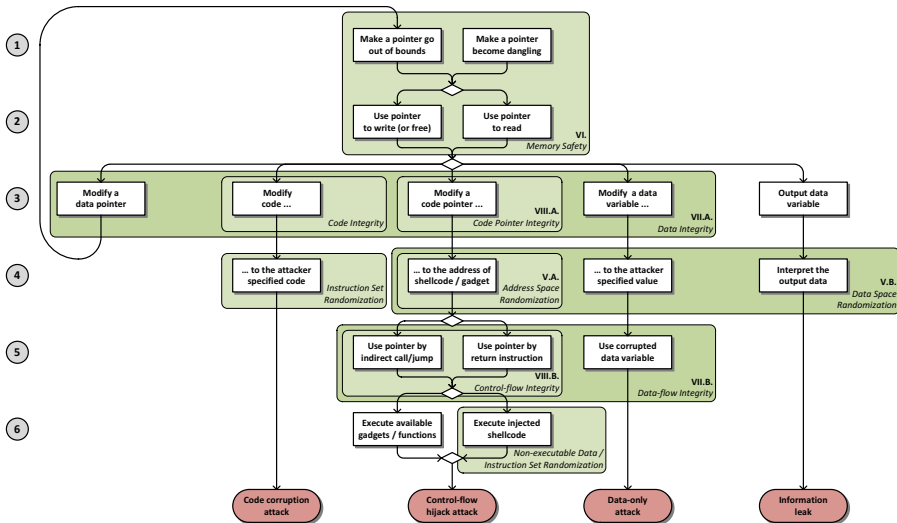 1
Make a pointer go
out of bounds
Make a pointer
become dangling
2
Use pointer
to write (or free)
Use pointer
to read
VI.
Memory Safety
3
Modify a
data pointer
Modify
code ...
Code Integrity
Modify a
code pointer ...
VIII.A.
Code Pointer Integrity
Modify a data
variable ...
VII.A.
Data Integrity
Output data
variable
4
... to the attacker
specified code
Instruction Set
Randomization
... to the address of
shellcode / gadget
V.A.
Address Space
Randomization
... to the attacker
specified value
Interpret the
output data
V.B.
Data Space
Randomization
5
Use pointer by
indirect call/jump
Use pointer by
return instruction
VIII.B.
Control-flow Integrity
Use corrupted
data variable
VII.B.
Data-flow Integrity
6
Execute available
gadgets / functions
Execute injected
shellcode
Non-executable Data /
Instruction Set Randomization
Code corruption
attack
Control-flow
hijack attack
Data-only
attack
Information
leak